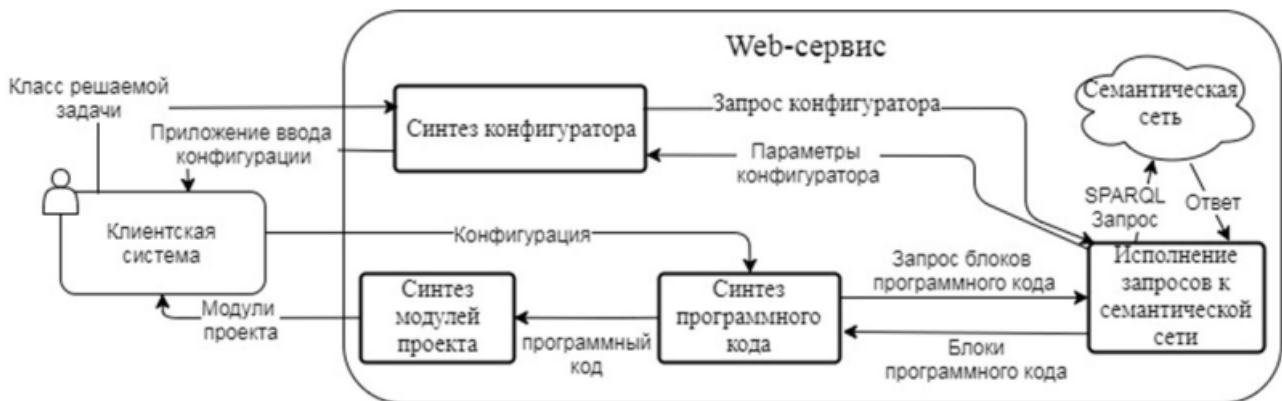 Web-сервис
Класс решаемой
задачи
Приложение ввода
конфигурации
Синтез конфигуратора
Запрос конфигуратора
Параметры
конфигуратора
Семантическая
сеть
SPARQL
Запрос
Ответ
Клиентская
система
Конфигурация
Модули
проекта
Синтез
модулей
проекта
программный
код
Синтез
программного
кода
Запрос блоков
программного кода
Блоки
программного кода
Исполнение
запросов к
семантической
сети